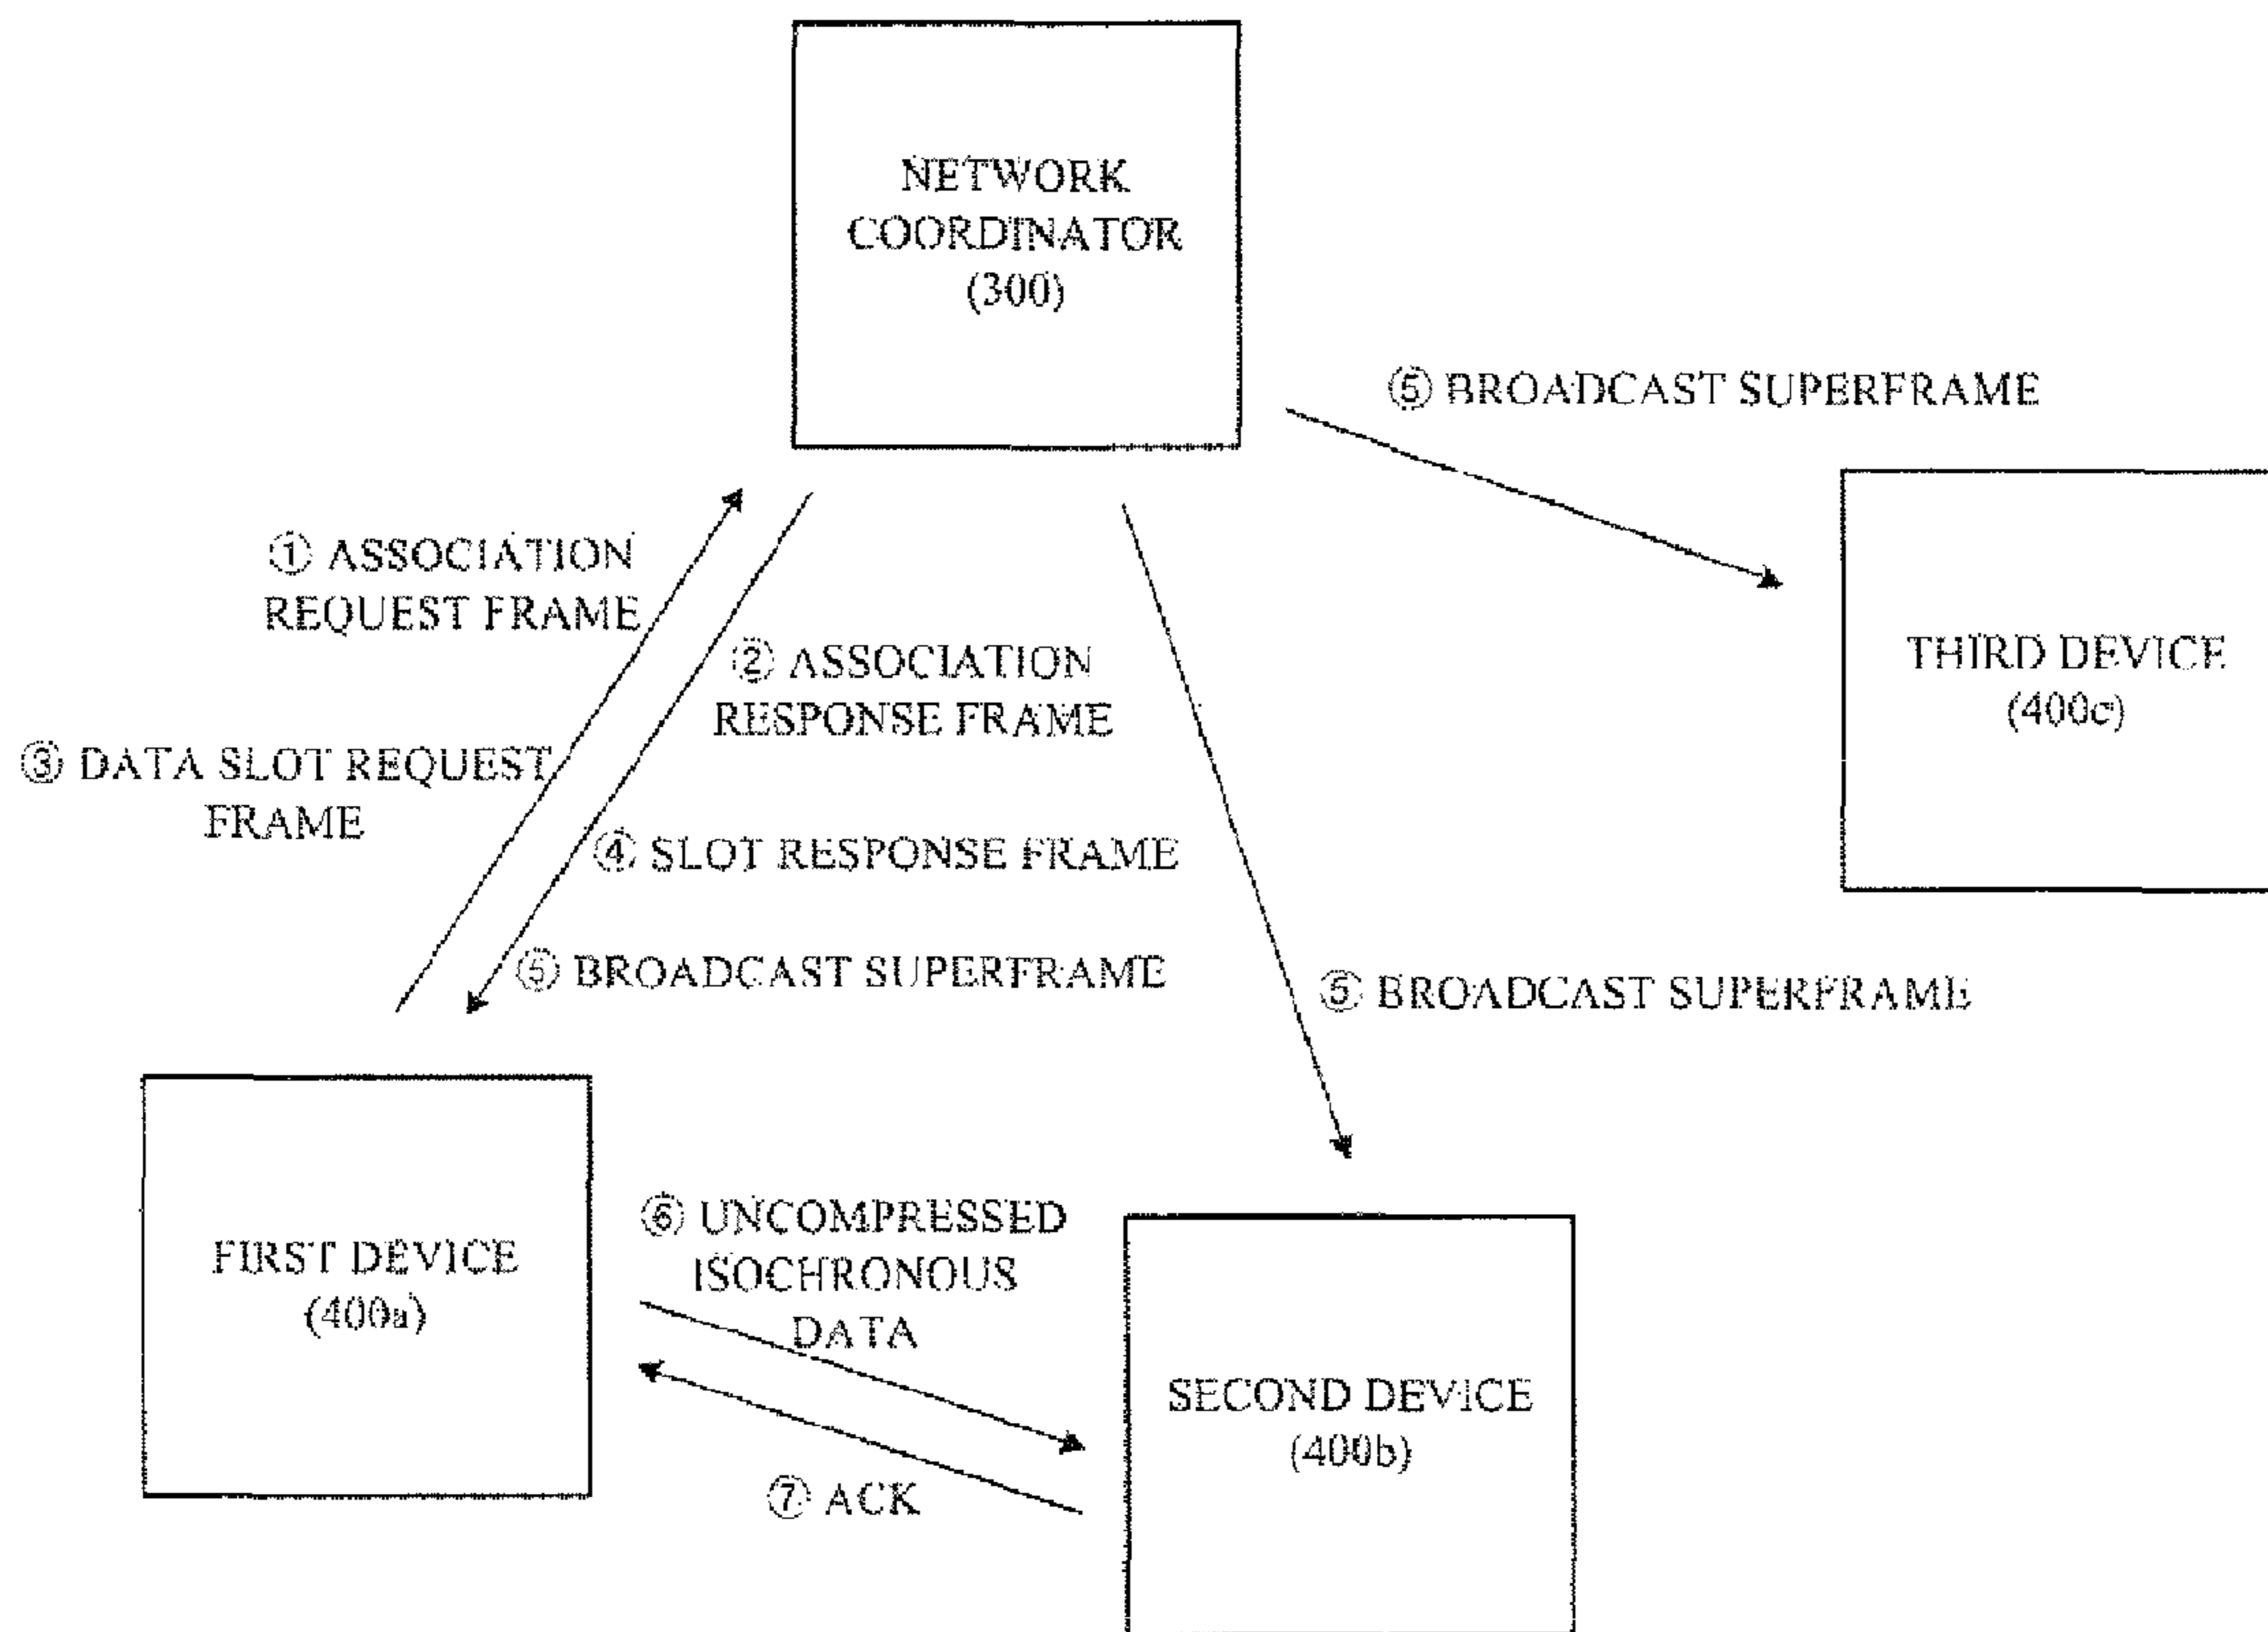 NETWORK
COORDINATOR
(300)
⑤ BROADCAST SUPERFRAME
① ASSOCIATION
REQUEST FRAME
② ASSOCIATION
RESPONSE FRAME
THIRD DEVICE
(400c)
③ DATA SLOT REQUEST
FRAME
④ SLOT RESPONSE FRAME
⑤ BROADCAST SUPERFRAME
⑤ BROADCAST SUPERFRAME
FIRST DEVICE
(400a)
⑥ UNCOMPRESSED
ISOCHRONOUS
DATA
SECOND DEVICE
(400b)
⑦ ACK